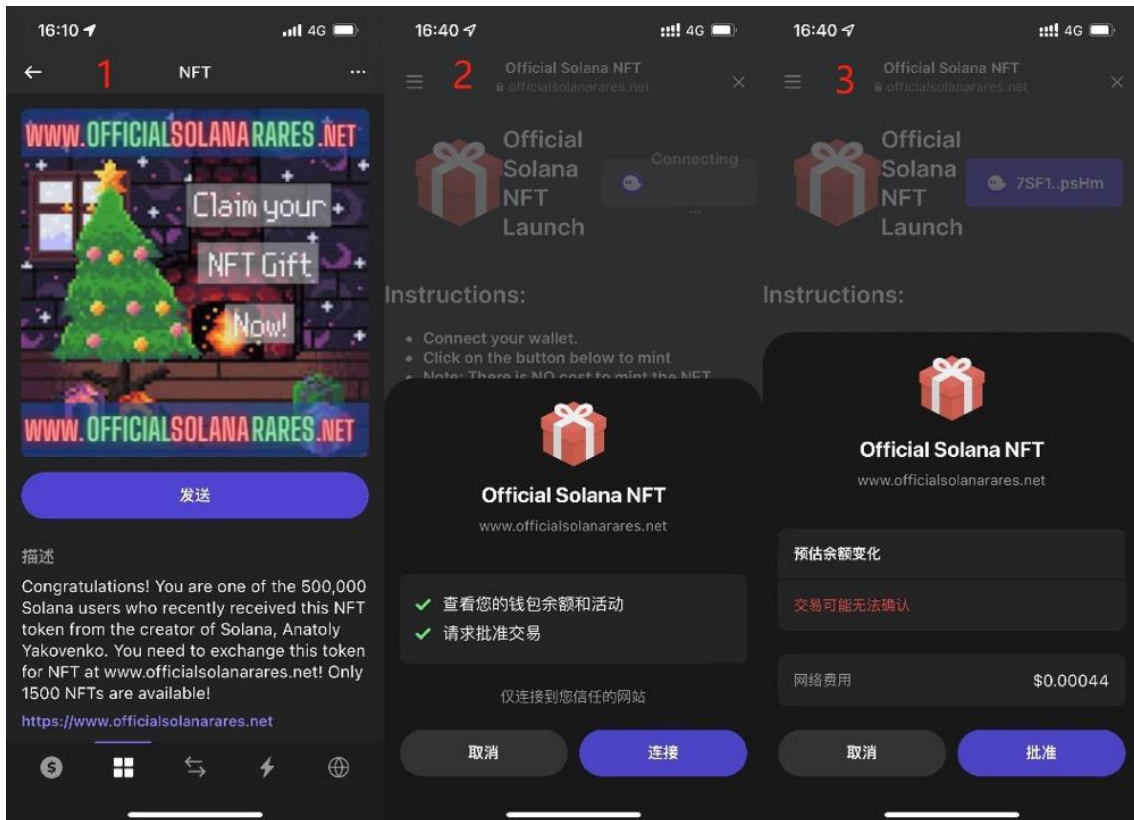 16:10
4G
1
NFT
...
WWW.OFFICIALSOLANARARES.NET
Claim your
NFT Gift
Now!
WWW.OFFICIALSOLANARARES.NET
发送
描述
Congratulations! You are one of the 500,000
Solana users who recently received this NFT
token from the creator of Solana, Anatoly
Yakovenko. You need to exchange this token
for NFT at www.officialsolanarares.net! Only
1500 NFTs are available!
https://www.officialsolanarares.net
16:40
4G
2
Official Solana NFT
officialsolanarares.net
Official
Solana
NFT
Launch
Connecting
...
Instructions:
• Connect your wallet.
• Click on the button below to mint
• Note: There is NO cost to mint the NFT
Official Solana NFT
www.officialsolanarares.net
查看您的钱包余额和活动
请求批准交易
仅连接到您信任的网站
取消
连接
16:40
4G
3
Official Solana NFT
officialsolanarares.net
Official
Solana
NFT
Launch
7SF1..psHm
Instructions:
Official Solana NFT
www.officialsolanarares.net
预估余额变化
交易可能无法确认
网络费用
$0.00044
取消
批准